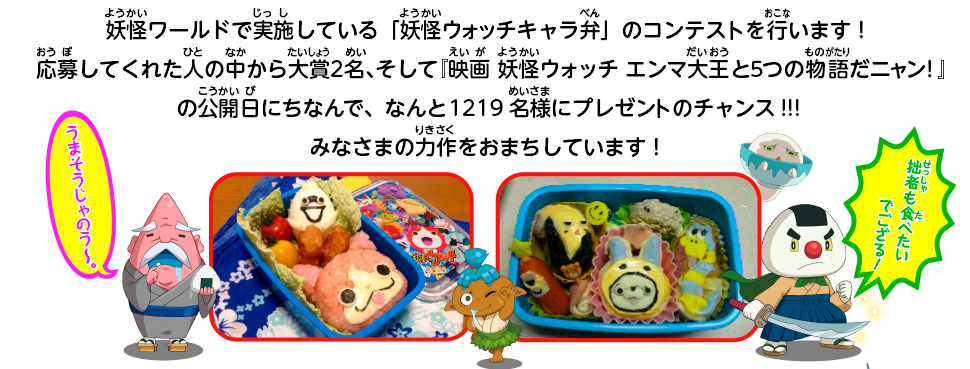 妖怪ワールドで実施している「妖怪ウォッチキャラ弁」のコンテストを行います！
応募してくれた人の中から大賞2名、そして『映画 妖怪ウォッチ エンマ大王と5つの物語だニャン!』
の公開日にちなんで、なんと1219名様にプレゼントのチャンス!!!
みなさまの力作をおまちしています！
うまそうじゃのう～。
拙者も食べたい
でござる！